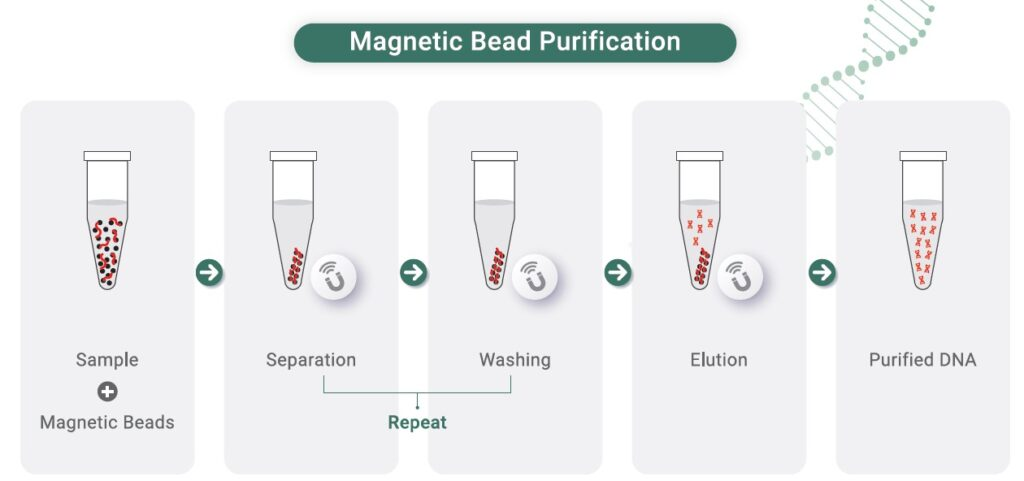 Magnetic Bead Purification
Sample
Magnetic Beads
Separation
Washing
Repeat
Elution
Purified DNA